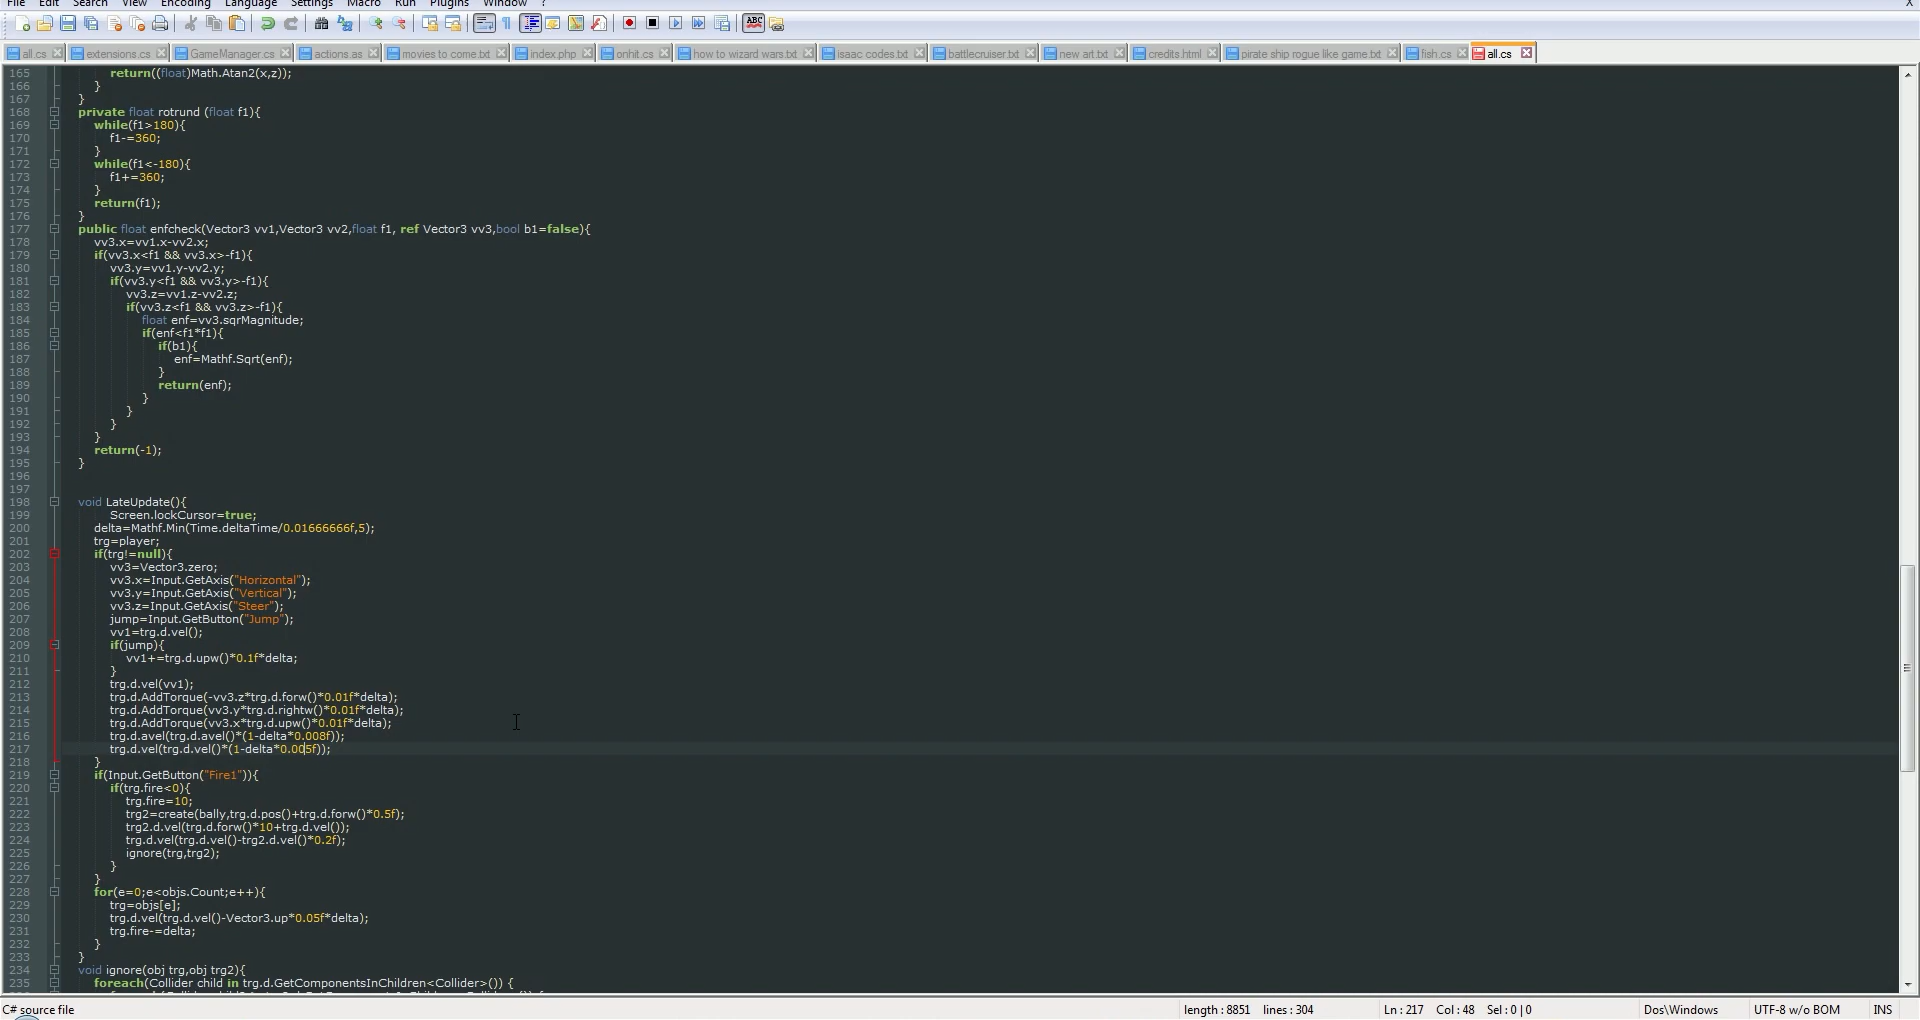 File Edit Search View Encoding Language Settings Macro Run Plugins Window ? X
all.cs extensions.cs GameManager.cs actions.as movies to come.txt index.php onhit.cs how to wizard wars.txt isaac codes.txt battlecruiser.txt new art.txt credits.html pirate ship rogue like game.txt fish.cs all.cs
165 return((float)Math.Atan2(x,z));
166 }
167 }
168 private float rotrund (float f1){
169 while(f1>180){
170 f1-=360;
171 }
172 while(f1<-180){
173 f1+=360;
174 }
175 return(f1);
176 }
177 public float enfcheck(Vector3 vv1,Vector3 vv2,float f1, ref Vector3 vv3,bool b1=false){
178 vv3.x=vv1.x-vv2.x;
179 if(vv3.x<f1 && vv3.x>-f1){
180 vv3.y=vv1.y-vv2.y;
181 if(vv3.y<f1 && vv3.y>-f1){
182 vv3.z=vv1.z-vv2.z;
183 if(vv3.z<f1 && vv3.z>-f1){
184 float enf=vv3.sqrMagnitude;
185 if(enf<f1*f1){
186 if(b1){
187 enf=Mathf.Sqrt(enf);
188 }
189 return(enf);
190 }
191 }
192 }
193 }
194 return(-1);
195 }
196
197
198 void LateUpdate(){
199 Screen.lockCursor=true;
200 delta=Mathf.Min(Time.deltaTime/0.01666666f,5);
201 trg=player;
202 if(trg!=null){
203 vv3=Vector3.zero;
204 vv3.x=Input.GetAxis("Horizontal");
205 vv3.y=Input.GetAxis("Vertical");
206 vv3.z=Input.GetAxis("Steer");
207 jump=Input.GetButton("Jump");
208 vv1=trg.d.vel();
209 if(jump){
210 vv1+=trg.d.upw()*0.1f*delta;
211 }
212 trg.d.vel(vv1);
213 trg.d.AddTorque(-vv3.z*trg.d.forw()*0.01f*delta);
214 trg.d.AddTorque(vv3.y*trg.d.rightw()*0.01f*delta);
215 trg.d.AddTorque(vv3.x*trg.d.upw()*0.01f*delta);
216 trg.d.avel(trg.d.avel()*(1-delta*0.008f));
217 trg.d.vel(trg.d.vel()*(1-delta*0.005f));
218 }
219 if(Input.GetButton("Fire1")){
220 if(trg.fire<0){
221 trg.fire=10;
222 trg2=create(bally,trg.d.pos()+trg.d.forw()*0.5f);
223 trg2.d.vel(trg.d.forw()*10+trg.d.vel());
224 trg.d.vel(trg.d.vel()-trg2.d.vel()*0.2f);
225 ignore(trg,trg2);
226 }
227 }
228 for(e=0;e<objs.Count;e++){
229 trg=objs[e];
230 trg.d.vel(trg.d.vel()-Vector3.up*0.05f*delta);
231 trg.fire-=delta;
232 }
233 }
234 void ignore(obj trg,obj trg2){
235 foreach(Collider child in trg.d.GetComponentsInChildren<Collider>()) {
C# source file length : 8851 lines : 304 Ln : 217 Col : 48 Sel : 0 | 0 Dos\Windows UTF-8 w/o BOM INS